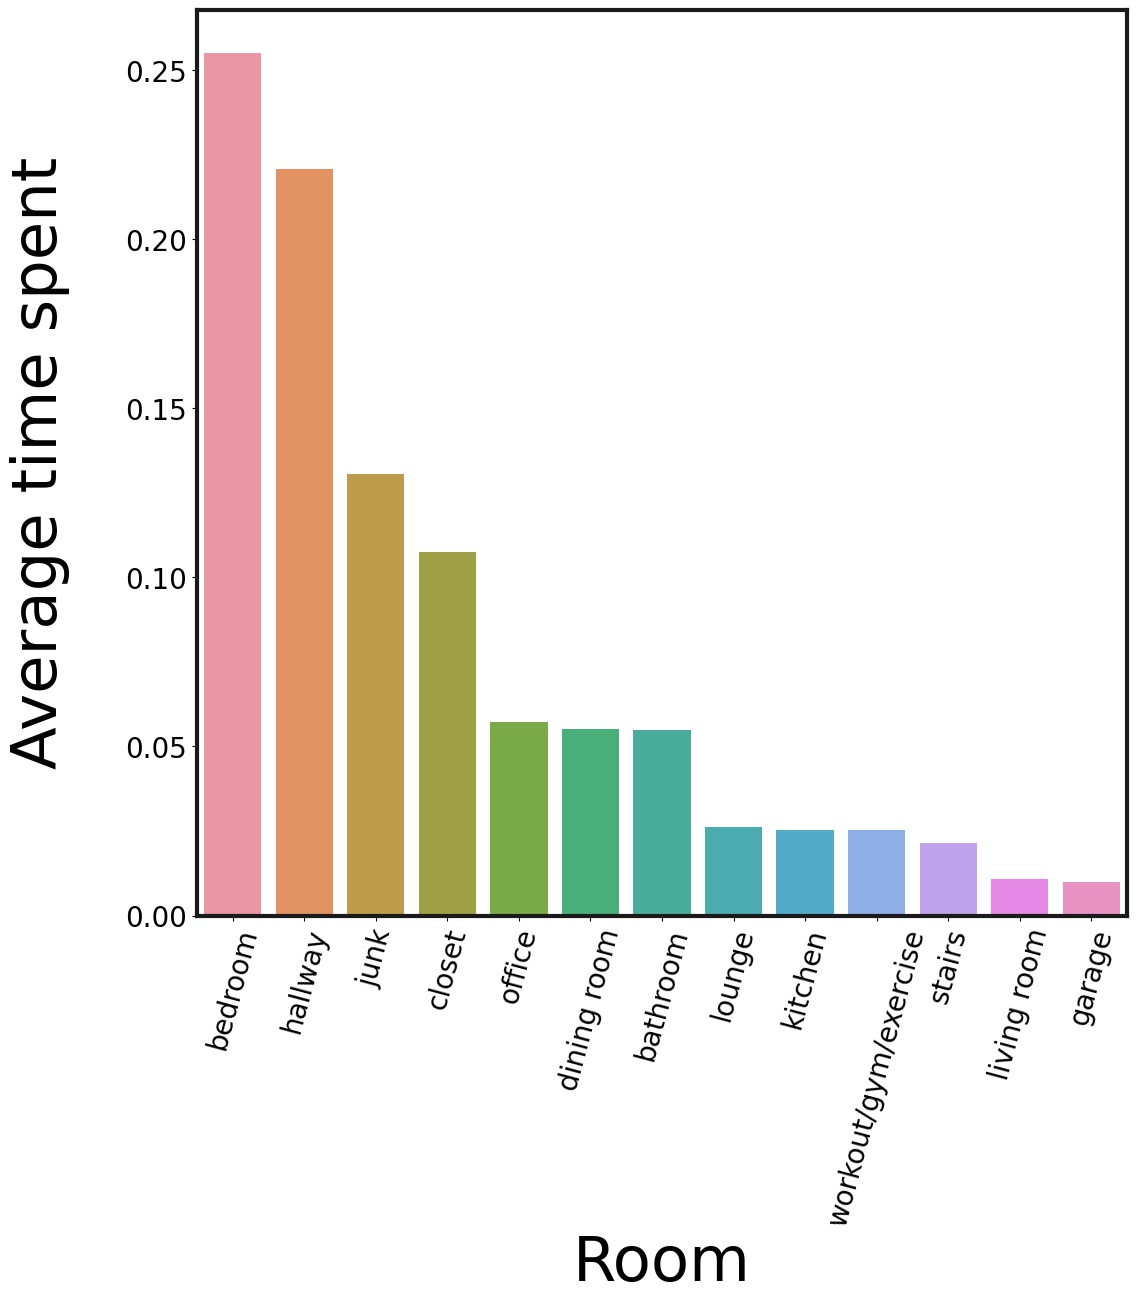 Average time spent
0.25
0.20
0.15
0.10
0.05
0.00
bedroom
hallway
junk
closet
office
dining room
bathroom
lounge
kitchen
workout/gym/exercise
stairs
living room
garage
Room